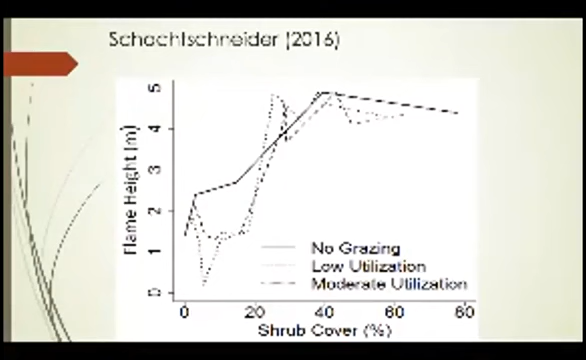 Schachtschneider (2016)
5
4
3
2
1
0
Flame Height (m)
No Grazing
Low Utilization
Moderate Utilization
0 20 40 60 80
Shrub Cover (%)